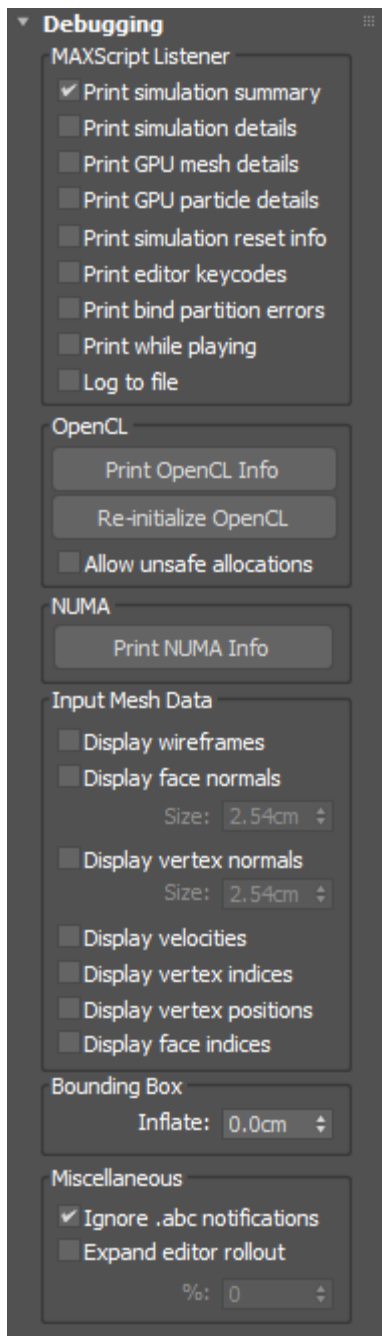 Debugging
MAXScript Listener
Print simulation summary
Print simulation details
Print GPU mesh details
Print GPU particle details
Print simulation reset info
Print editor keycodes
Print bind partition errors
Print while playing
Log to file
OpenCL
Print OpenCL Info
Re-initialize OpenCL
Allow unsafe allocations
NUMA
Print NUMA Info
Input Mesh Data
Display wireframes
Display face normals
Size: 2.54cm
Display vertex normals
Size: 2.54cm
Display velocities
Display vertex indices
Display vertex positions
Display face indices
Bounding Box
Inflate: 0.0cm
Miscellaneous
Ignore .abc notifications
Expand editor rollout
%: 0